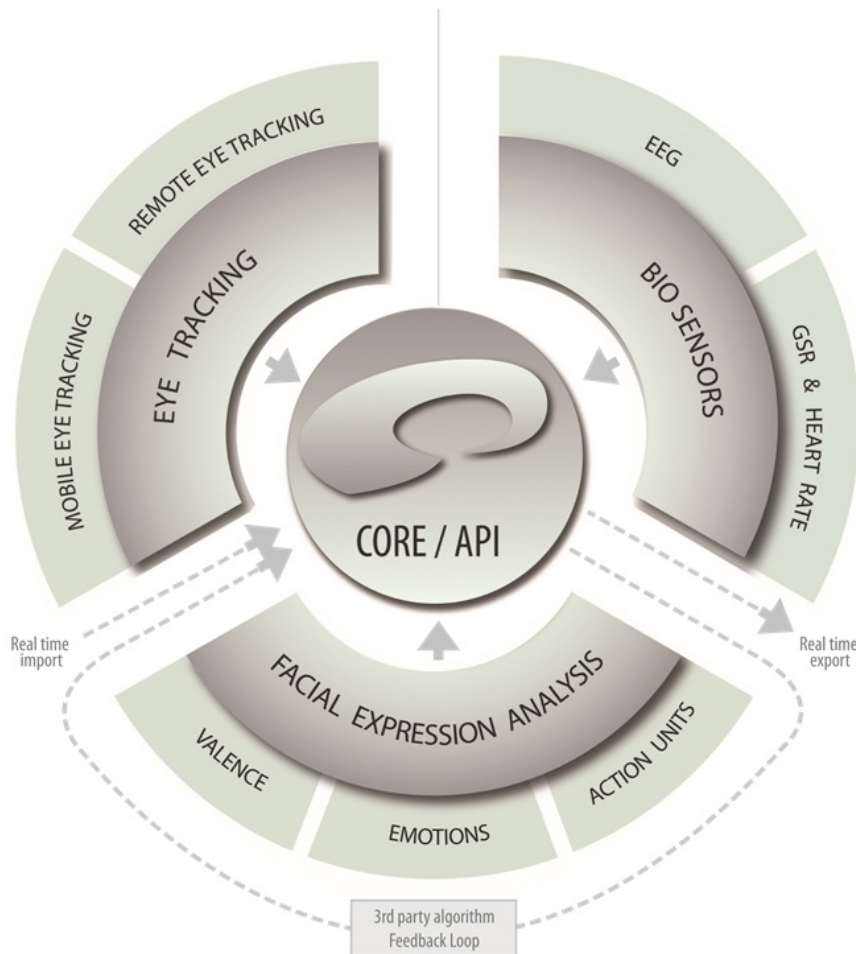 REMOTE EYE TRACKING
EEG
EYE TRACKING
BIO SENSORS
MOBILE EYE TRACKING
GSR & HEART RATE
CORE / API
Real time
import
Real time
export
FACIAL EXPRESSION ANALYSIS
VALENCE
EMOTIONS
ACTION UNITS
3rd party algorithm
Feedback Loop